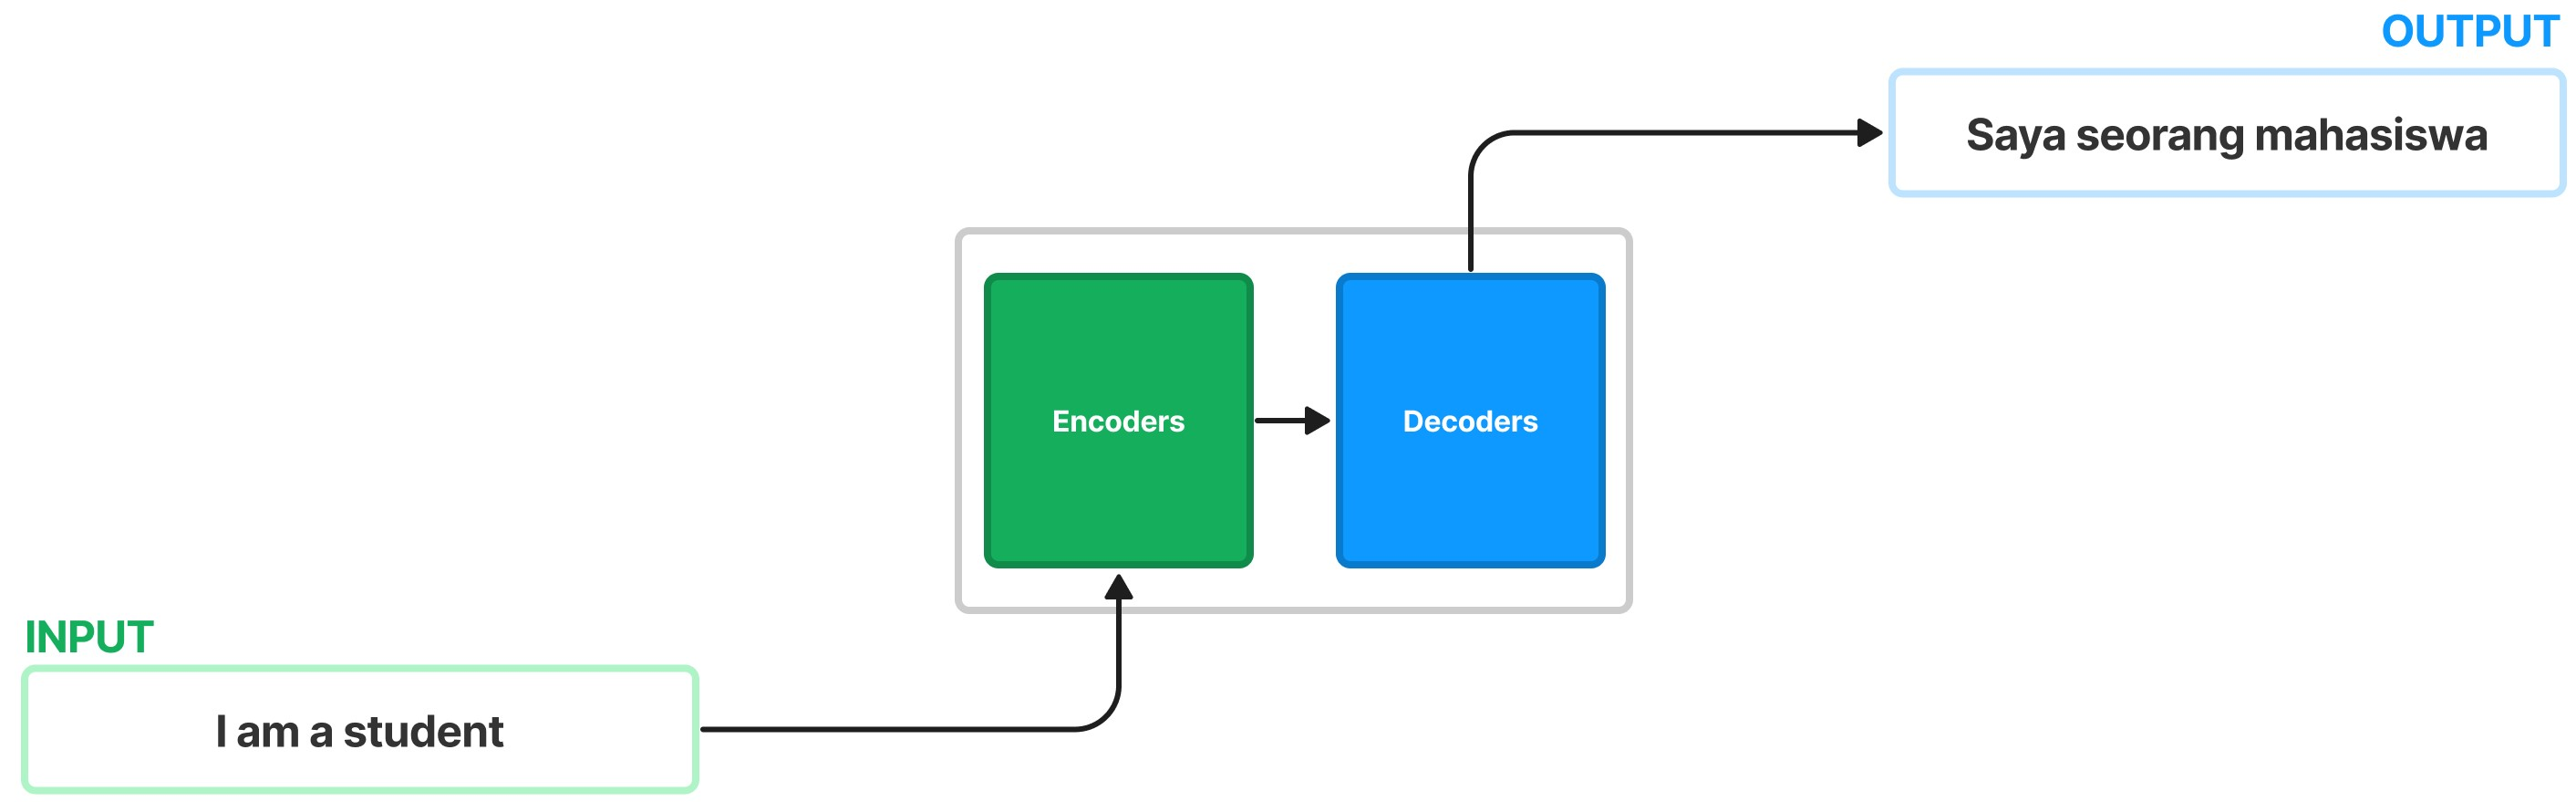 OUTPUT
Saya seorang mahasiswa
Encoders
Decoders
INPUT
I am a student